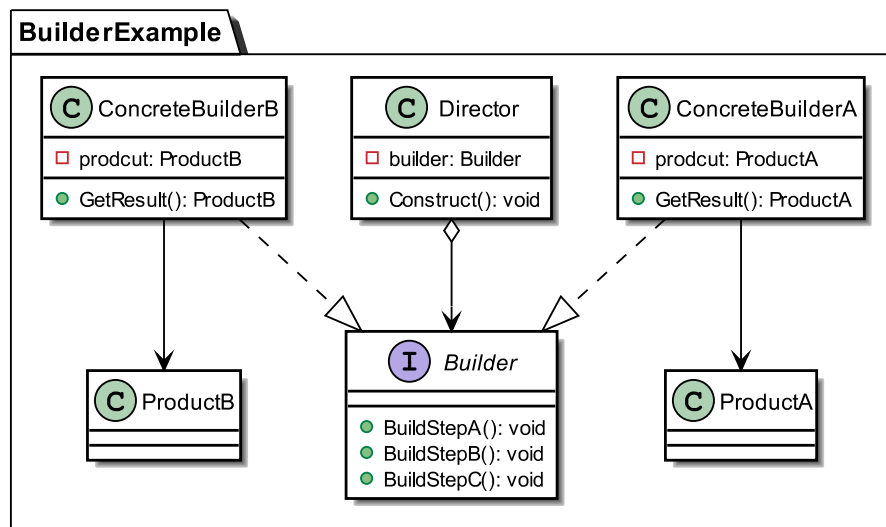 BuilderExample
C ConcreteBuilderB
prodcut: ProductB
GetResult(): ProductB
C Director
builder: Builder
Construct(): void
C ConcreteBuilderA
prodcut: ProductA
GetResult(): ProductA
C ProductB
I Builder
BuildStepA(): void
BuildStepB(): void
BuildStepC(): void
C ProductA